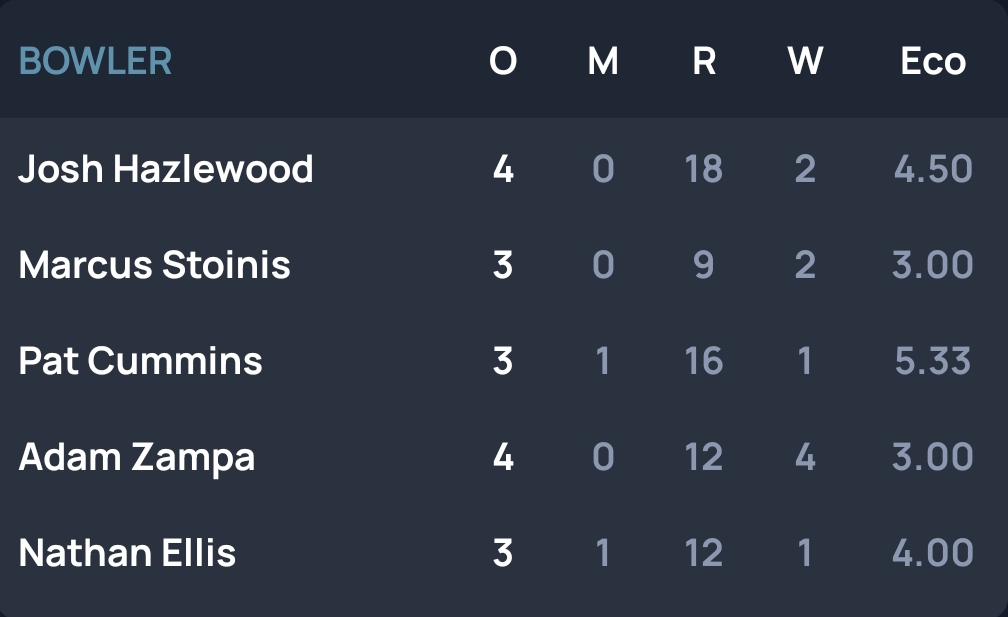 BOWLER O M R W Eco
Josh Hazlewood 4 0 18 2 4.50
Marcus Stoinis 3 0 9 2 3.00
Pat Cummins 3 1 16 1 5.33
Adam Zampa 4 0 12 4 3.00
Nathan Ellis 3 1 12 1 4.00